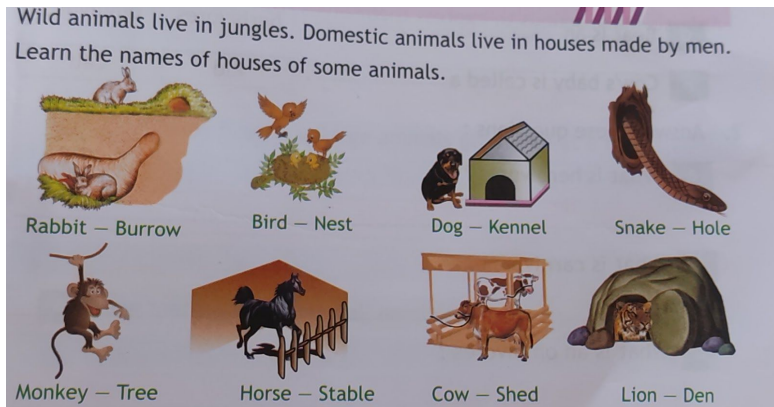 Wild animals live in jungles. Domestic animals live in houses made by men.
Learn the names of houses of some animals.
Rabbit – Burrow
Bird – Nest
Dog – Kennel
Snake – Hole
Monkey – Tree
Horse – Stable
Cow – Shed
Lion – Den